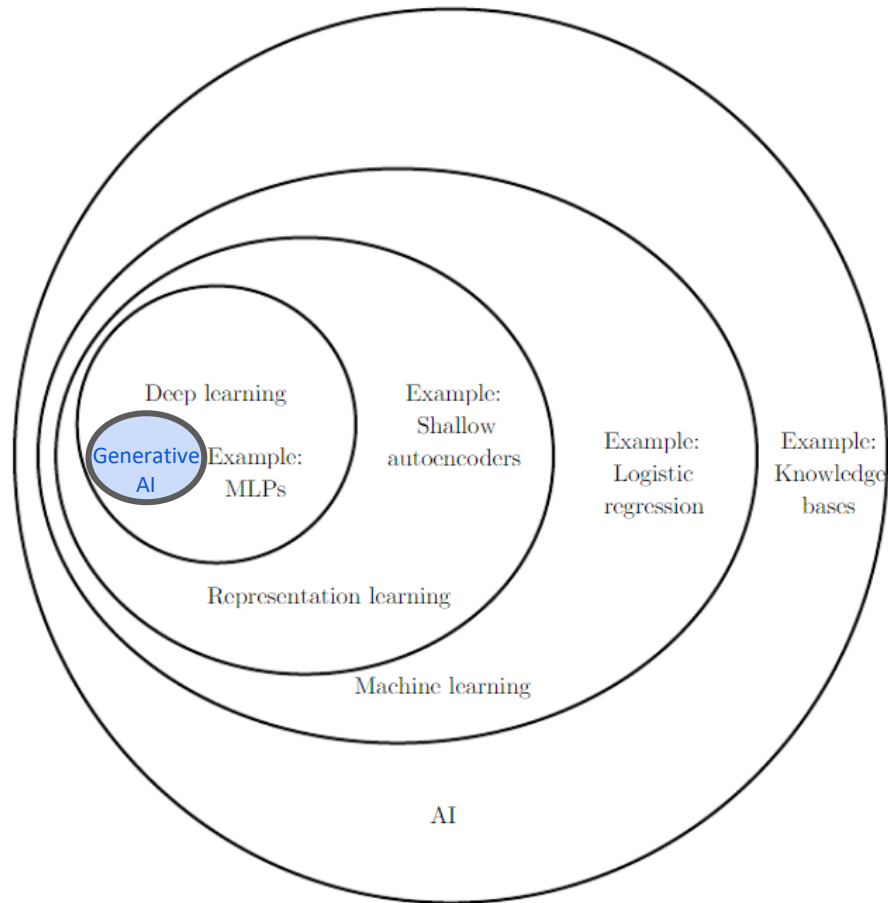 Deep learning
Generative
AI
Example:
MLPs
Example:
Shallow
autoencoders
Example:
Logistic
regression
Example:
Knowledge
bases
Representation learning
Machine learning
AI